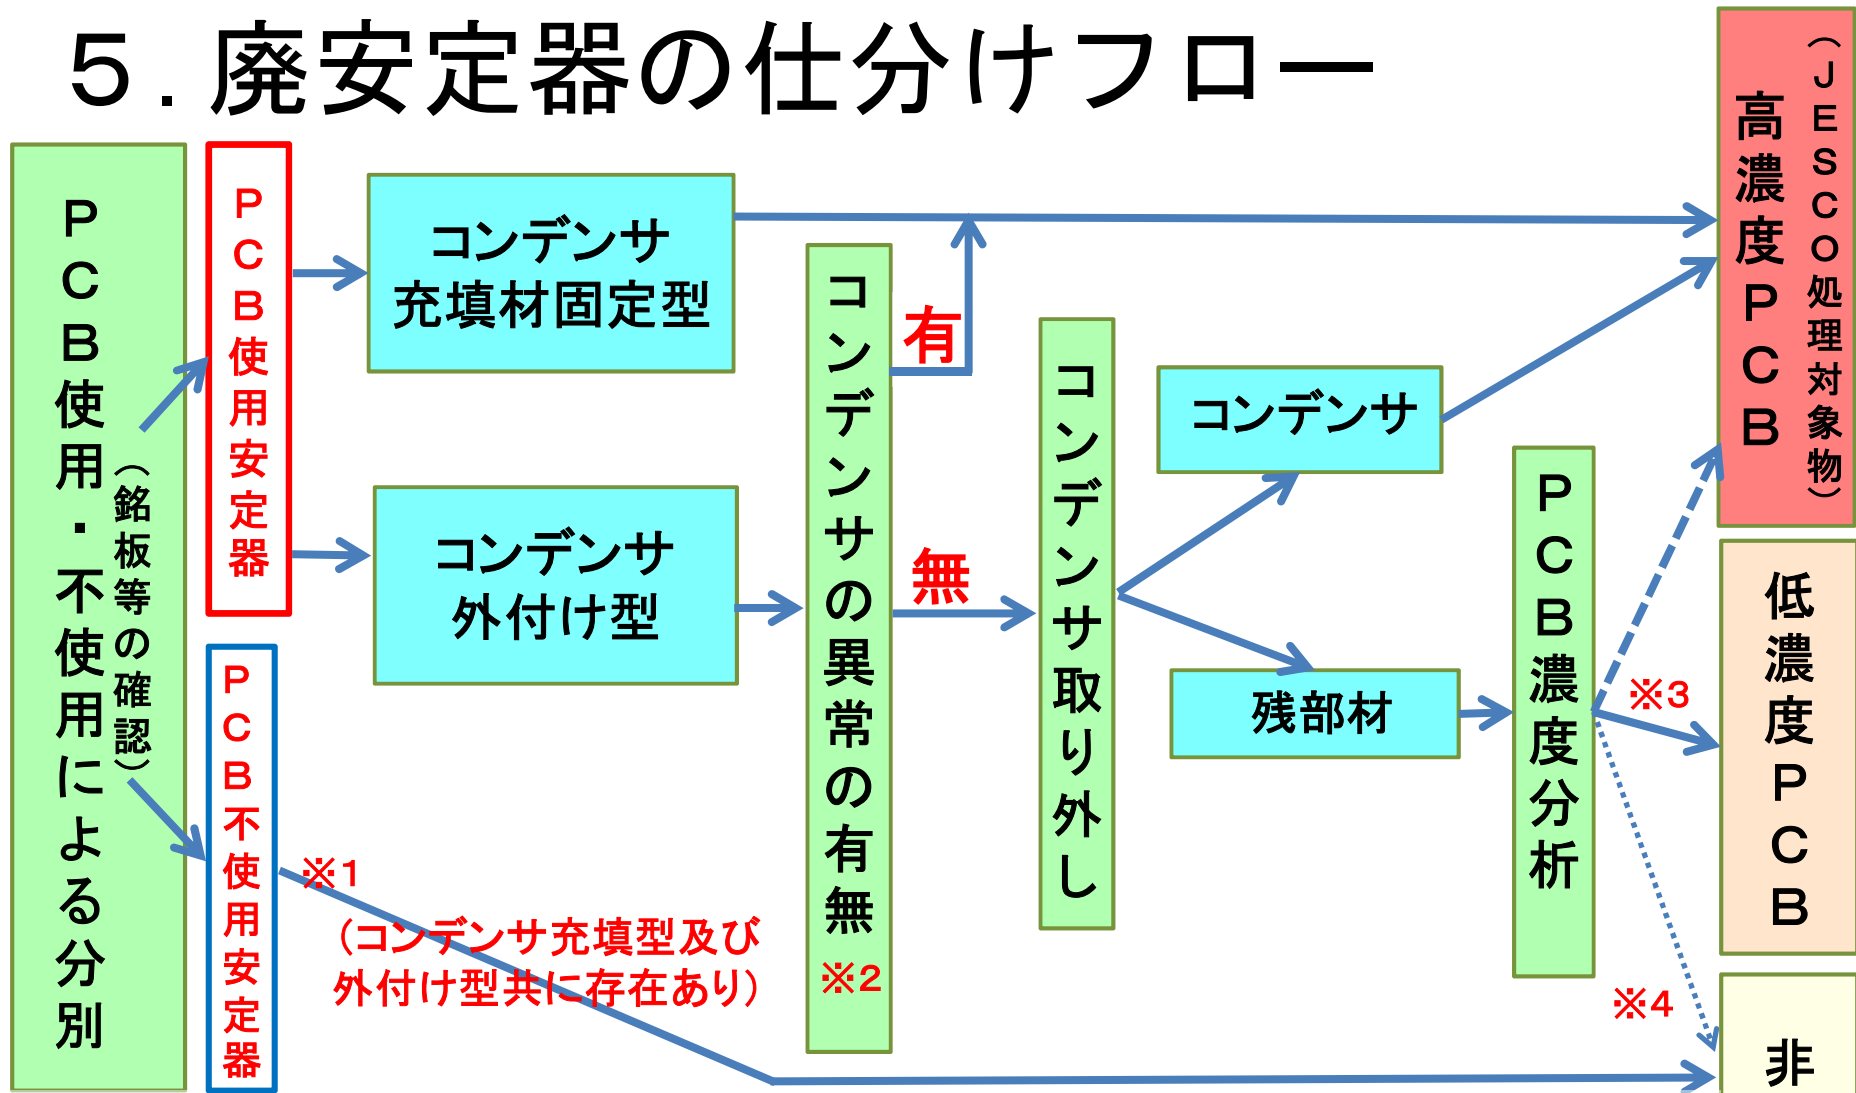 ５．廃安定器の仕分けフロー
ＰＣＢ使用・不使用による分別
（銘板等の確認）
ＰＣＢ使用安定器
ＰＣＢ不使用安定器
コンデンサ
充填材固定型
コンデンサ
外付け型
※1
（コンデンサ充填型及び
外付け型共に存在あり）
コンデンサの異常の有無
※2
有
無
コンデンサ取り外し
コンデンサ
残部材
ＰＣＢ濃度分析
※3
※4
高濃度ＰＣＢ
（ＪＥＳＣＯ処理対象物）
低濃度ＰＣＢ
非